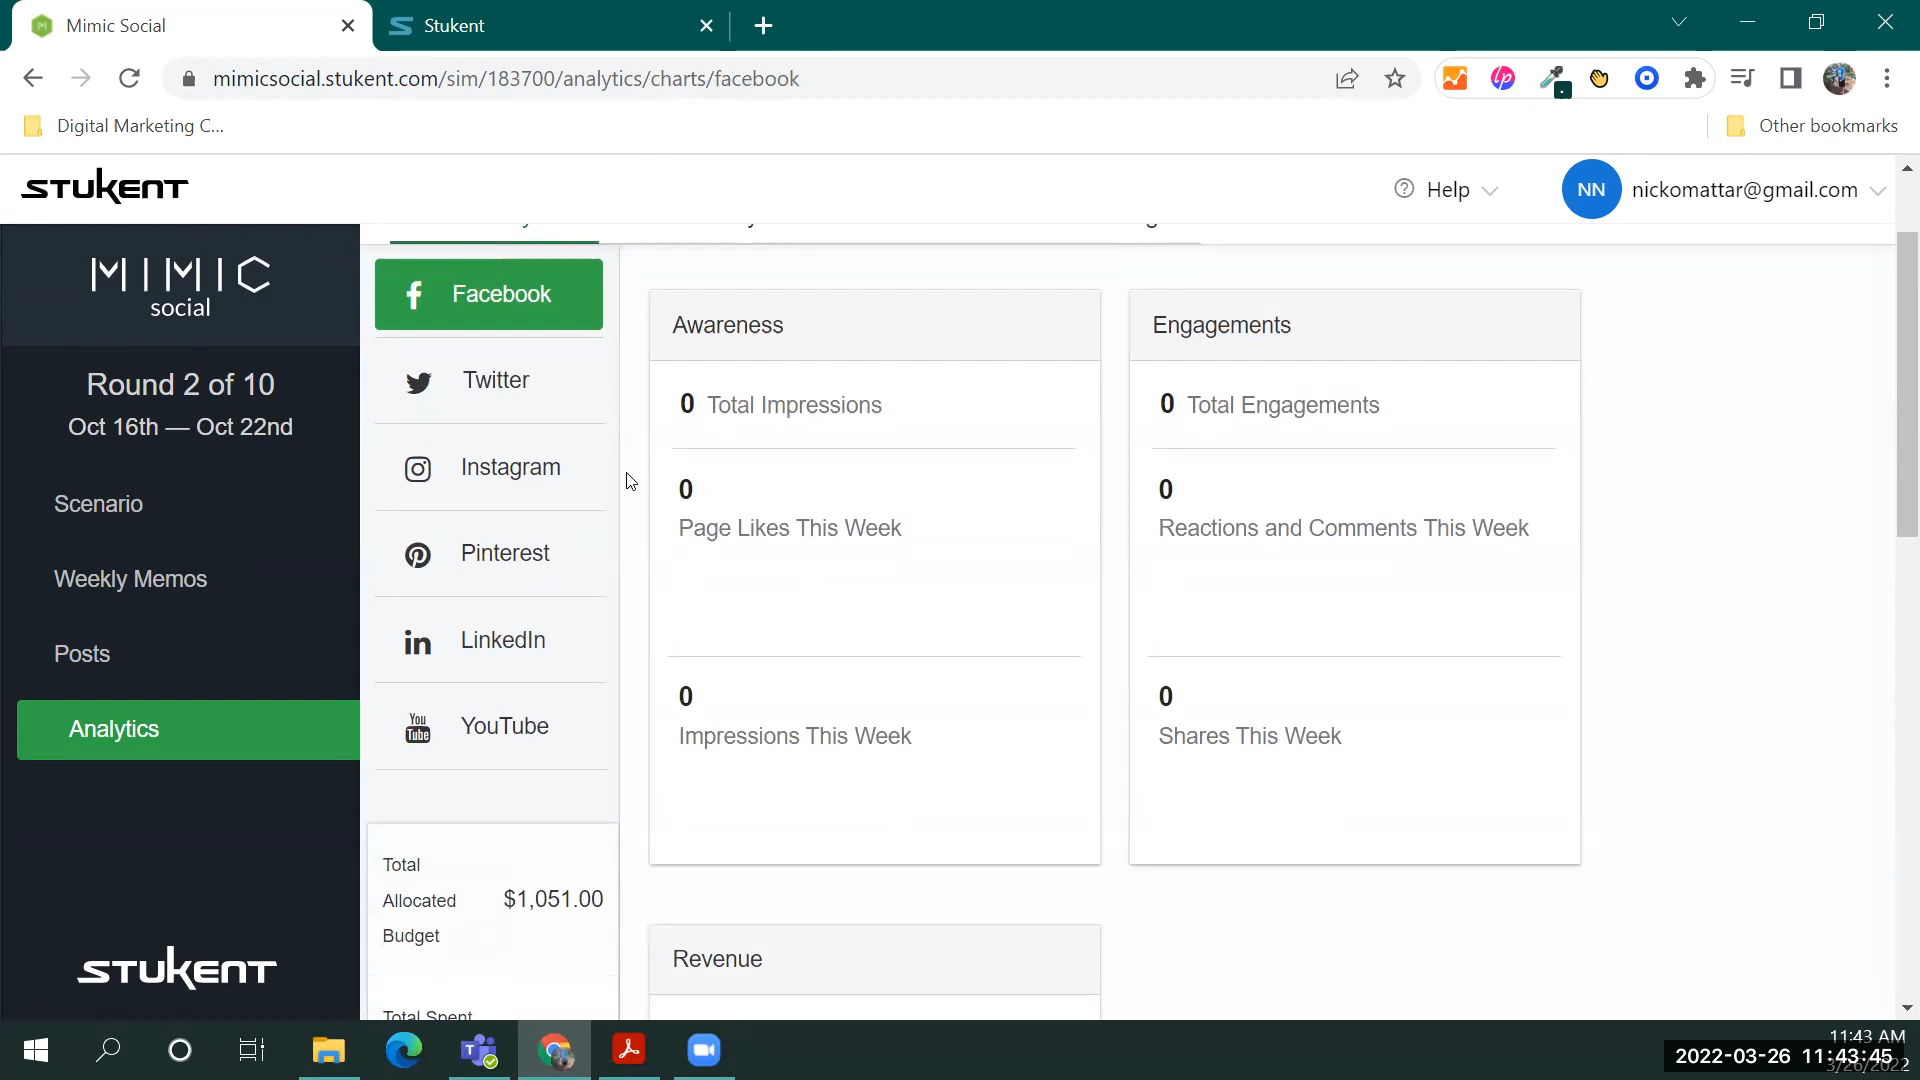 Mimic Social
Stukent
mimicsocial.stukent.com/sim/183700/analytics/charts/facebook
Digital Marketing C...
Other bookmarks
STUKENT
Help
NN
nickomattar@gmail.com
MIMIC
social
Round 2 of 10
Oct 16th — Oct 22nd
Scenario
Weekly Memos
Posts
Analytics
STUKENT
Facebook
Twitter
Instagram
Pinterest
LinkedIn
You
Tube
YouTube
Total
Allocated
Budget
$1,051.00
Total Spent
Awareness
0 Total Impressions
0
Page Likes This Week
0
Impressions This Week
Engagements
0 Total Engagements
0
Reactions and Comments This Week
0
Shares This Week
Revenue
11:43 AM
2022-03-26 11:43:45